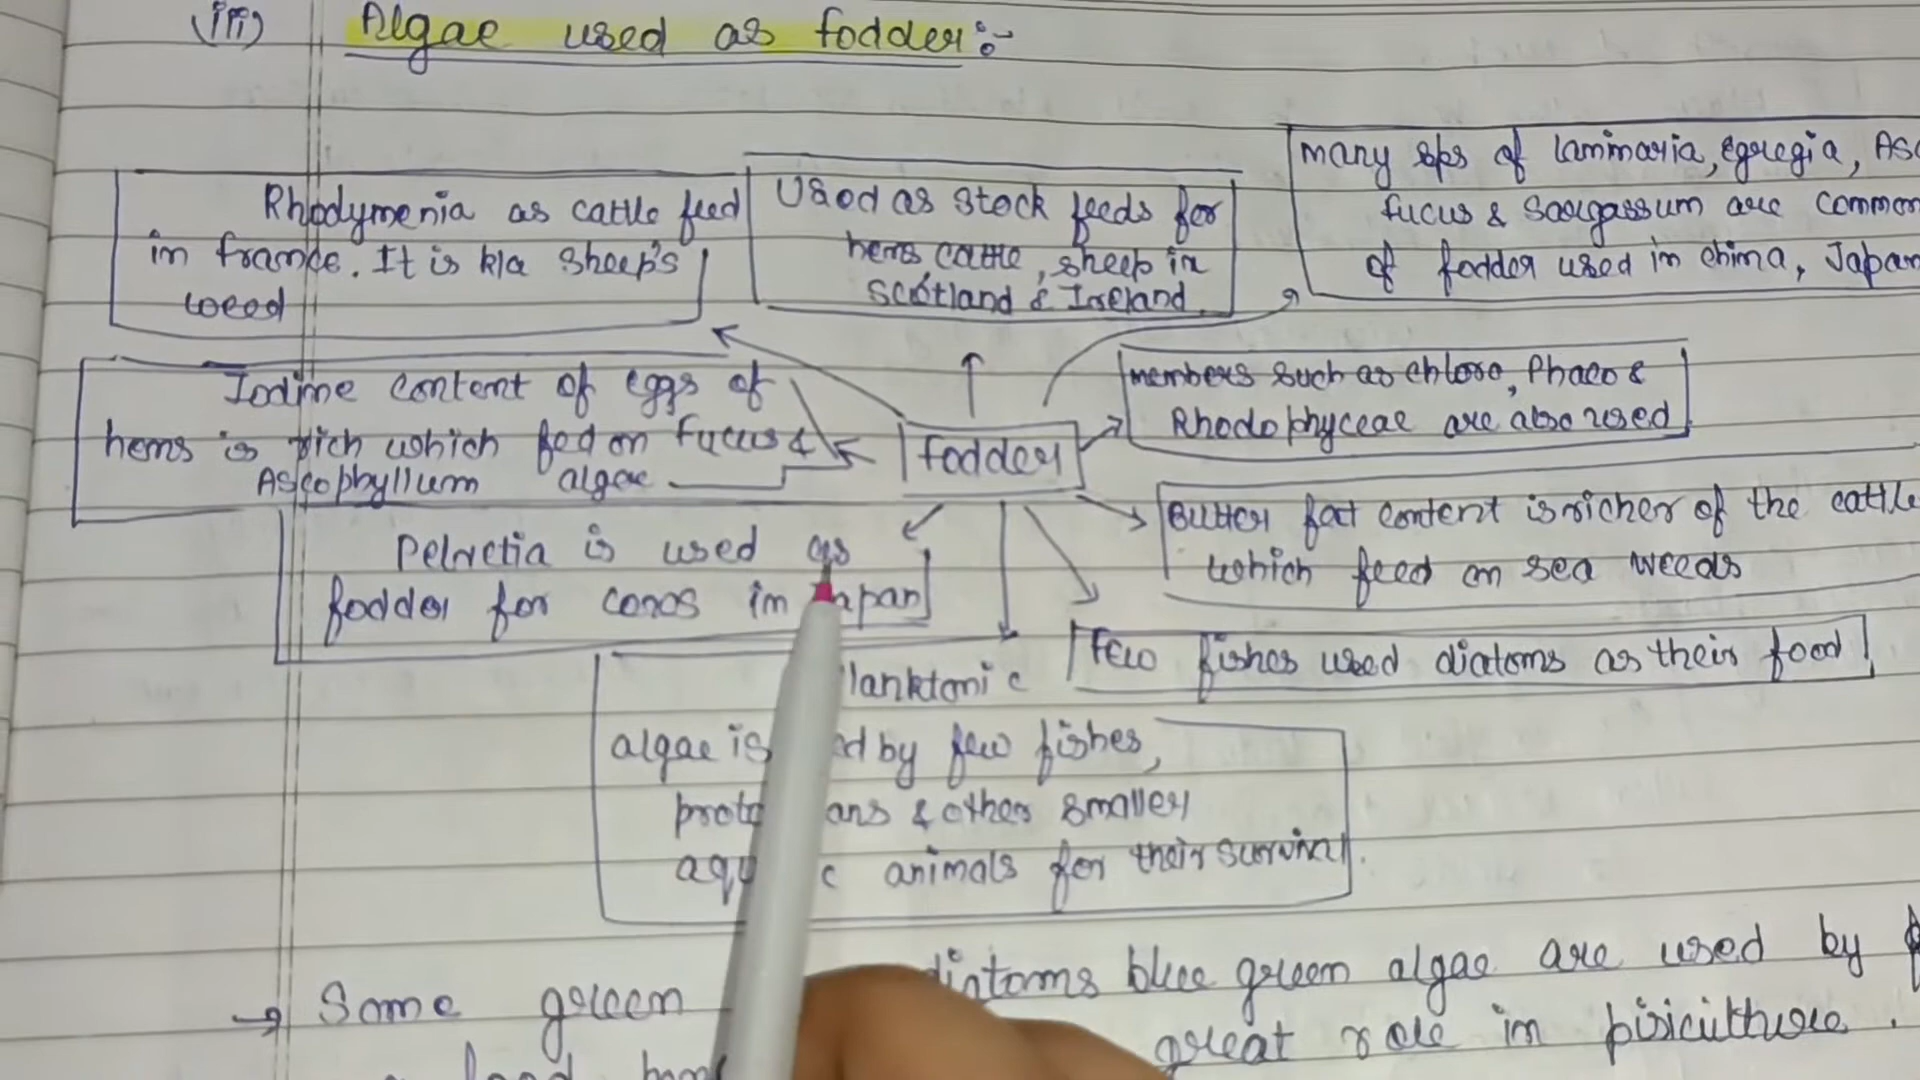 (iii) Algae used as fodder:-
Rhodymenia as cattle feed
in france. It is k/a sheep's
weed
Used as stock feeds for
hens, cattle, sheep in
Scotland & Ireland
many sps of laminaria, Egregia, Asc
fucus & Saargassum are common
of fodder used in china, Japan
Iodine content of eggs of
hens is rich which fed on fucus &
Ascophyllum algae
fodder
members such as chloro, Phaeo &
Rhodophyceae are also used
Butter fat content is richer of the cattle
which feed on sea weeds
Pelvetia is used as
fodder for cows in Japan
few fishes used diatoms as their food
lanktonic
algae is by few fishes,
ans & other smaller
animals for their survival.
→ Some green diatoms blue green algae are used by
great role in pisiculture.